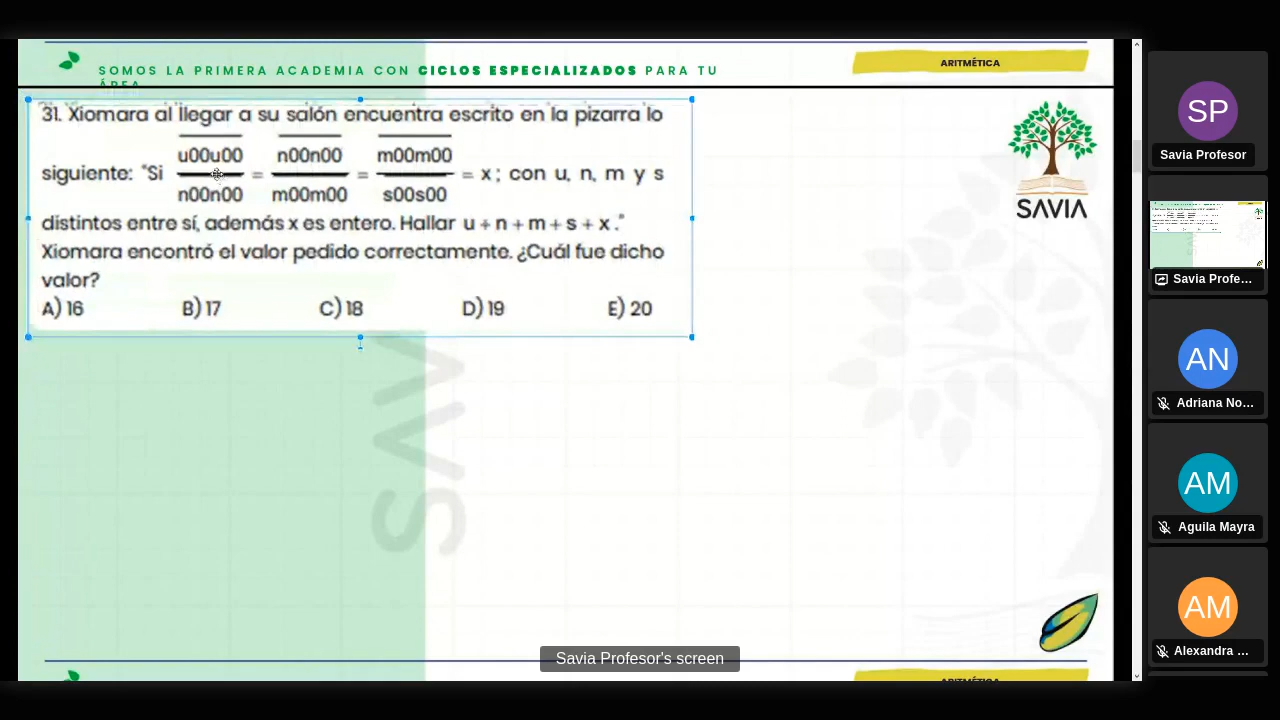 SOMOS LA PRIMERA ACADEMIA CON CICLOS ESPECIALIZADOS PARA TU
ÁREA
ARITMÉTICA
31. Xiomara al llegar a su salón encuentra escrito en la pizarra lo
u00u00 n00n00 m00m00
siguiente: "Si = = = x; con u, n, m y s
n00n00 m00m00 s00s00
distintos entre sí, además x es entero. Hallar u + n + m + s + x ."
Xiomara encontró el valor pedido correctamente. ¿Cuál fue dicho
valor?
A) 16 B) 17 C) 18 D) 19 E) 20
SAVIA
SAV
Savia Profesor's screen
ARITMÉTICA
SP
Savia Profesor
Savia Profe...
AN
Adriana No...
AM
Aguila Mayra
AM
Alexandra ...